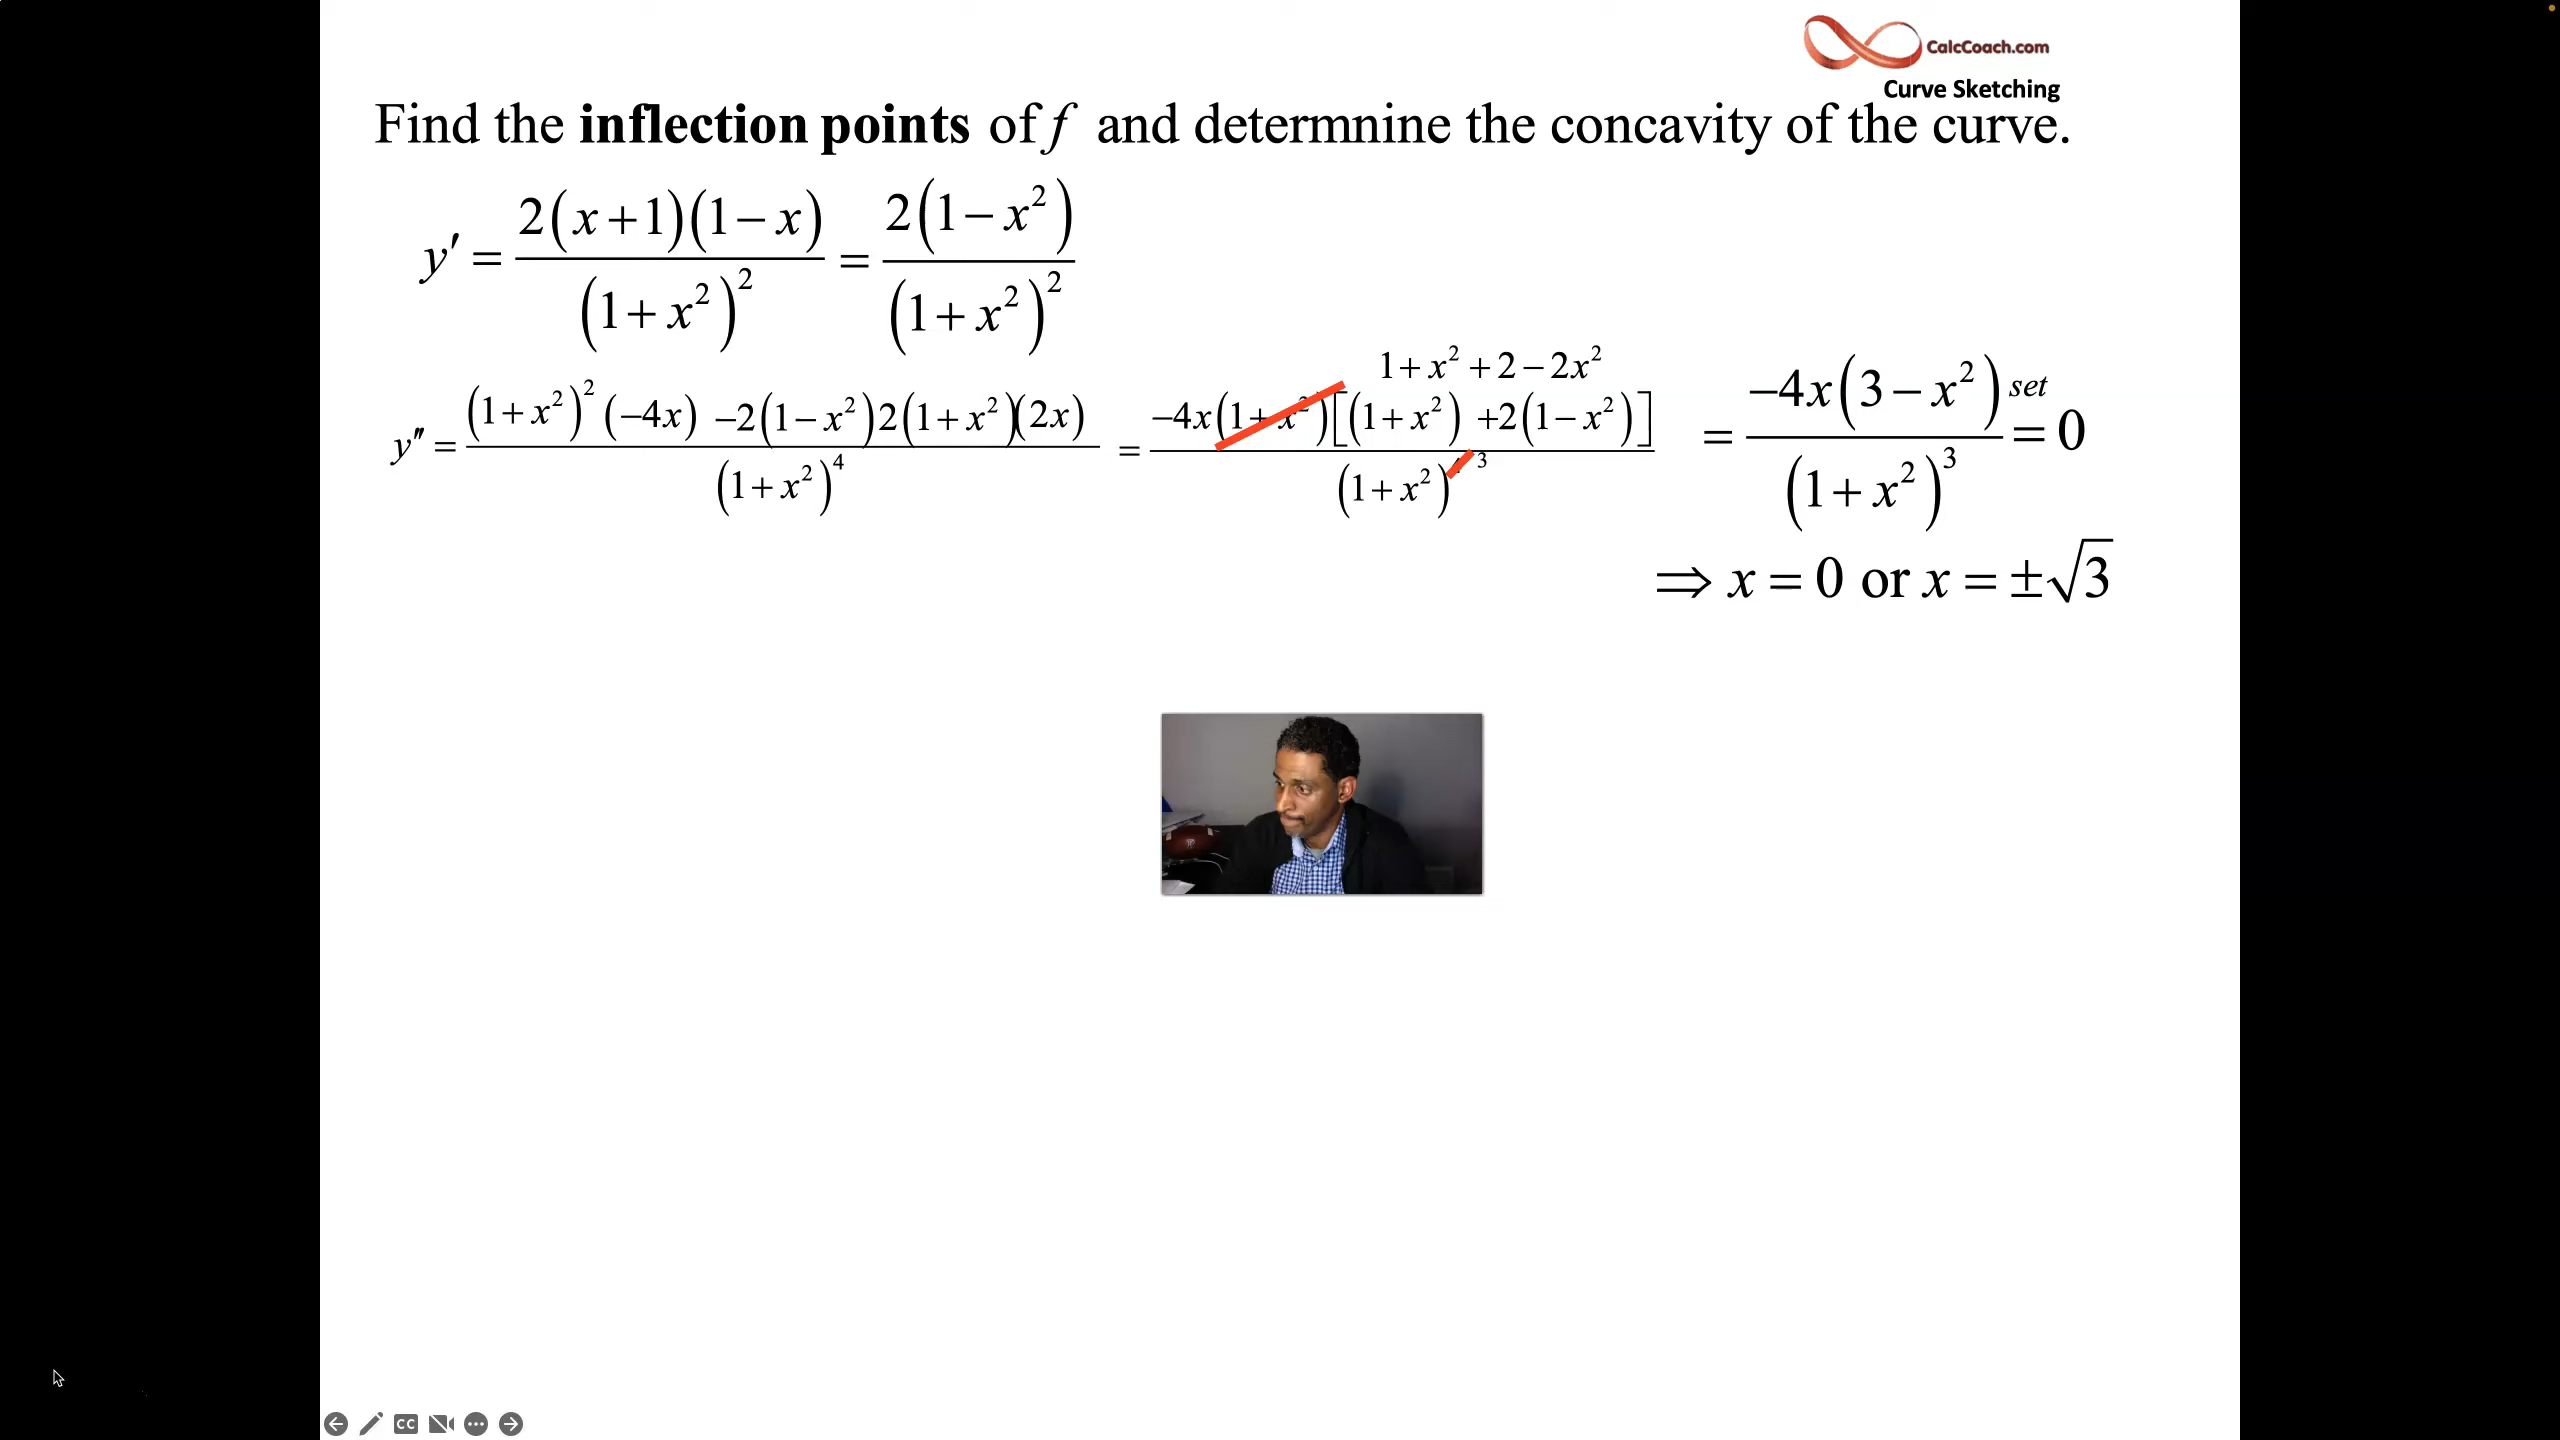 CalcCoach.com
Curve Sketching
Find the inflection points of f and determnine the concavity of the curve.
y′ = 2(x+1)(1−x) / (1+x²)² = 2(1−x²) / (1+x²)²
1+x²+2−2x²
y″ = (1+x²)²(−4x) −2(1−x²)2(1+x²)(2x) / (1+x²)⁴ = −4x(1+x²)[(1+x²) +2(1−x²)] / (1+x²)⁴ ³ = −4x(3−x²) / (1+x²)³ set = 0
⇒ x = 0 or x = ±√3
CC